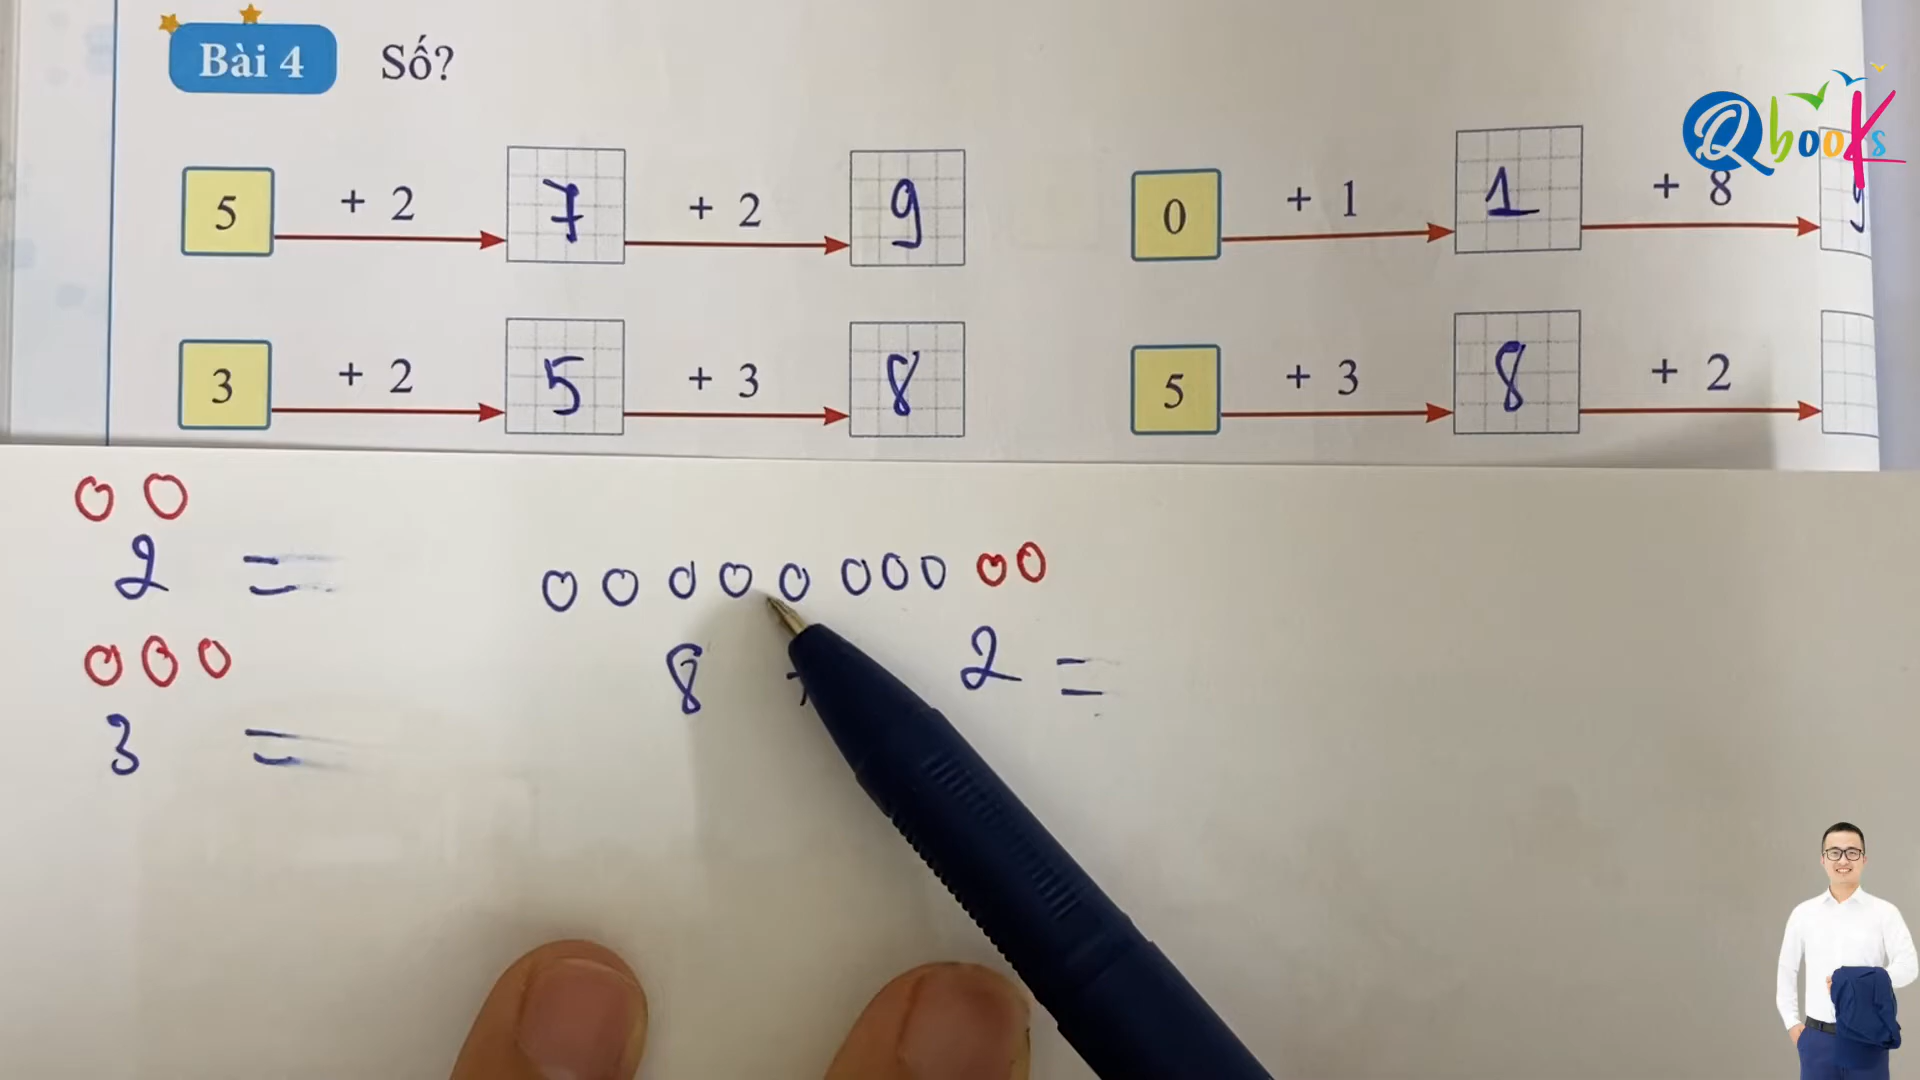 Bài 4 Số?
Qbooks
5 + 2 7 + 2 9
0 + 1 1 + 8 9
3 + 2 5 + 3 8
5 + 3 8 + 2
2 =
8 + 2 =
3 =